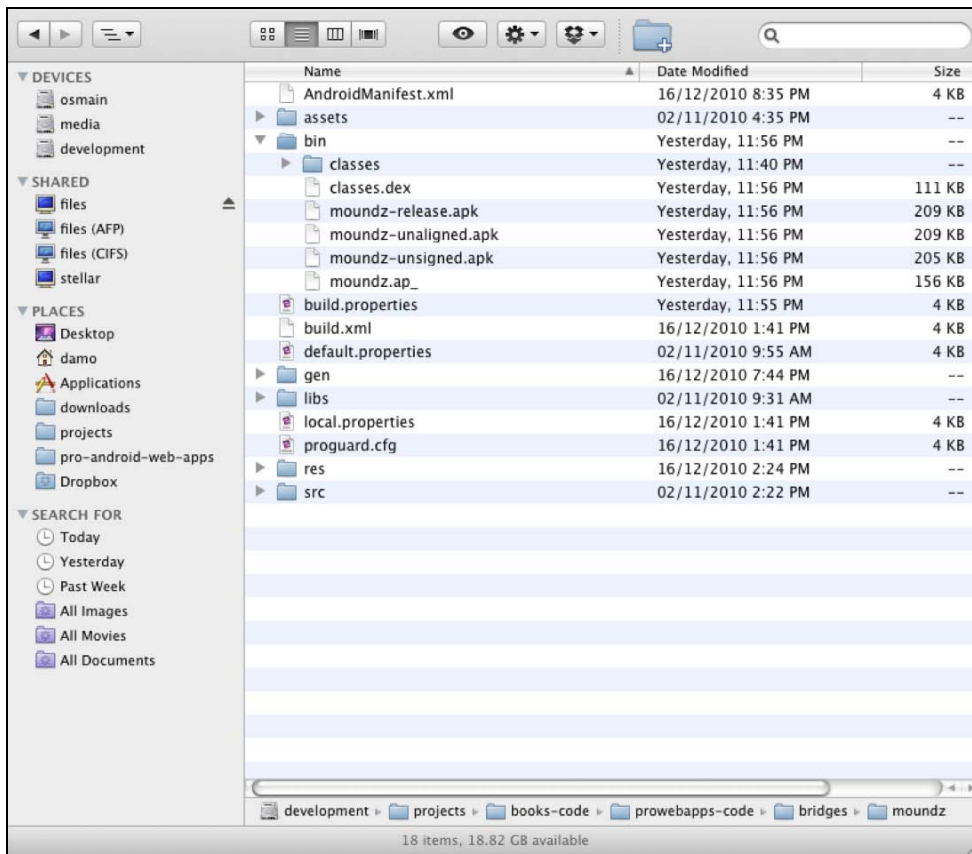 Name Date Modified Size
DEVICES
osmain
media
development
SHARED
files
files (AFP)
files (CIFS)
stellar
PLACES
Desktop
damo
Applications
downloads
projects
pro-android-web-apps
Dropbox
SEARCH FOR
Today
Yesterday
Past Week
All Images
All Movies
All Documents
AndroidManifest.xml 16/12/2010 8:35 PM 4 KB
assets 02/11/2010 4:35 PM --
bin Yesterday, 11:56 PM --
classes Yesterday, 11:40 PM --
classes.dex Yesterday, 11:56 PM 111 KB
moundz-release.apk Yesterday, 11:56 PM 209 KB
moundz-unaligned.apk Yesterday, 11:56 PM 209 KB
moundz-unsigned.apk Yesterday, 11:56 PM 205 KB
moundz.ap_ Yesterday, 11:56 PM 156 KB
build.properties Yesterday, 11:55 PM 4 KB
build.xml 16/12/2010 1:41 PM 4 KB
default.properties 02/11/2010 9:55 AM 4 KB
gen 16/12/2010 7:44 PM --
libs 02/11/2010 9:31 AM --
local.properties 16/12/2010 1:41 PM 4 KB
proguard.cfg 16/12/2010 1:41 PM 4 KB
res 16/12/2010 2:24 PM --
src 02/11/2010 2:22 PM --
development projects books-code prowebapps-code bridges moundz
18 items, 18.82 GB available